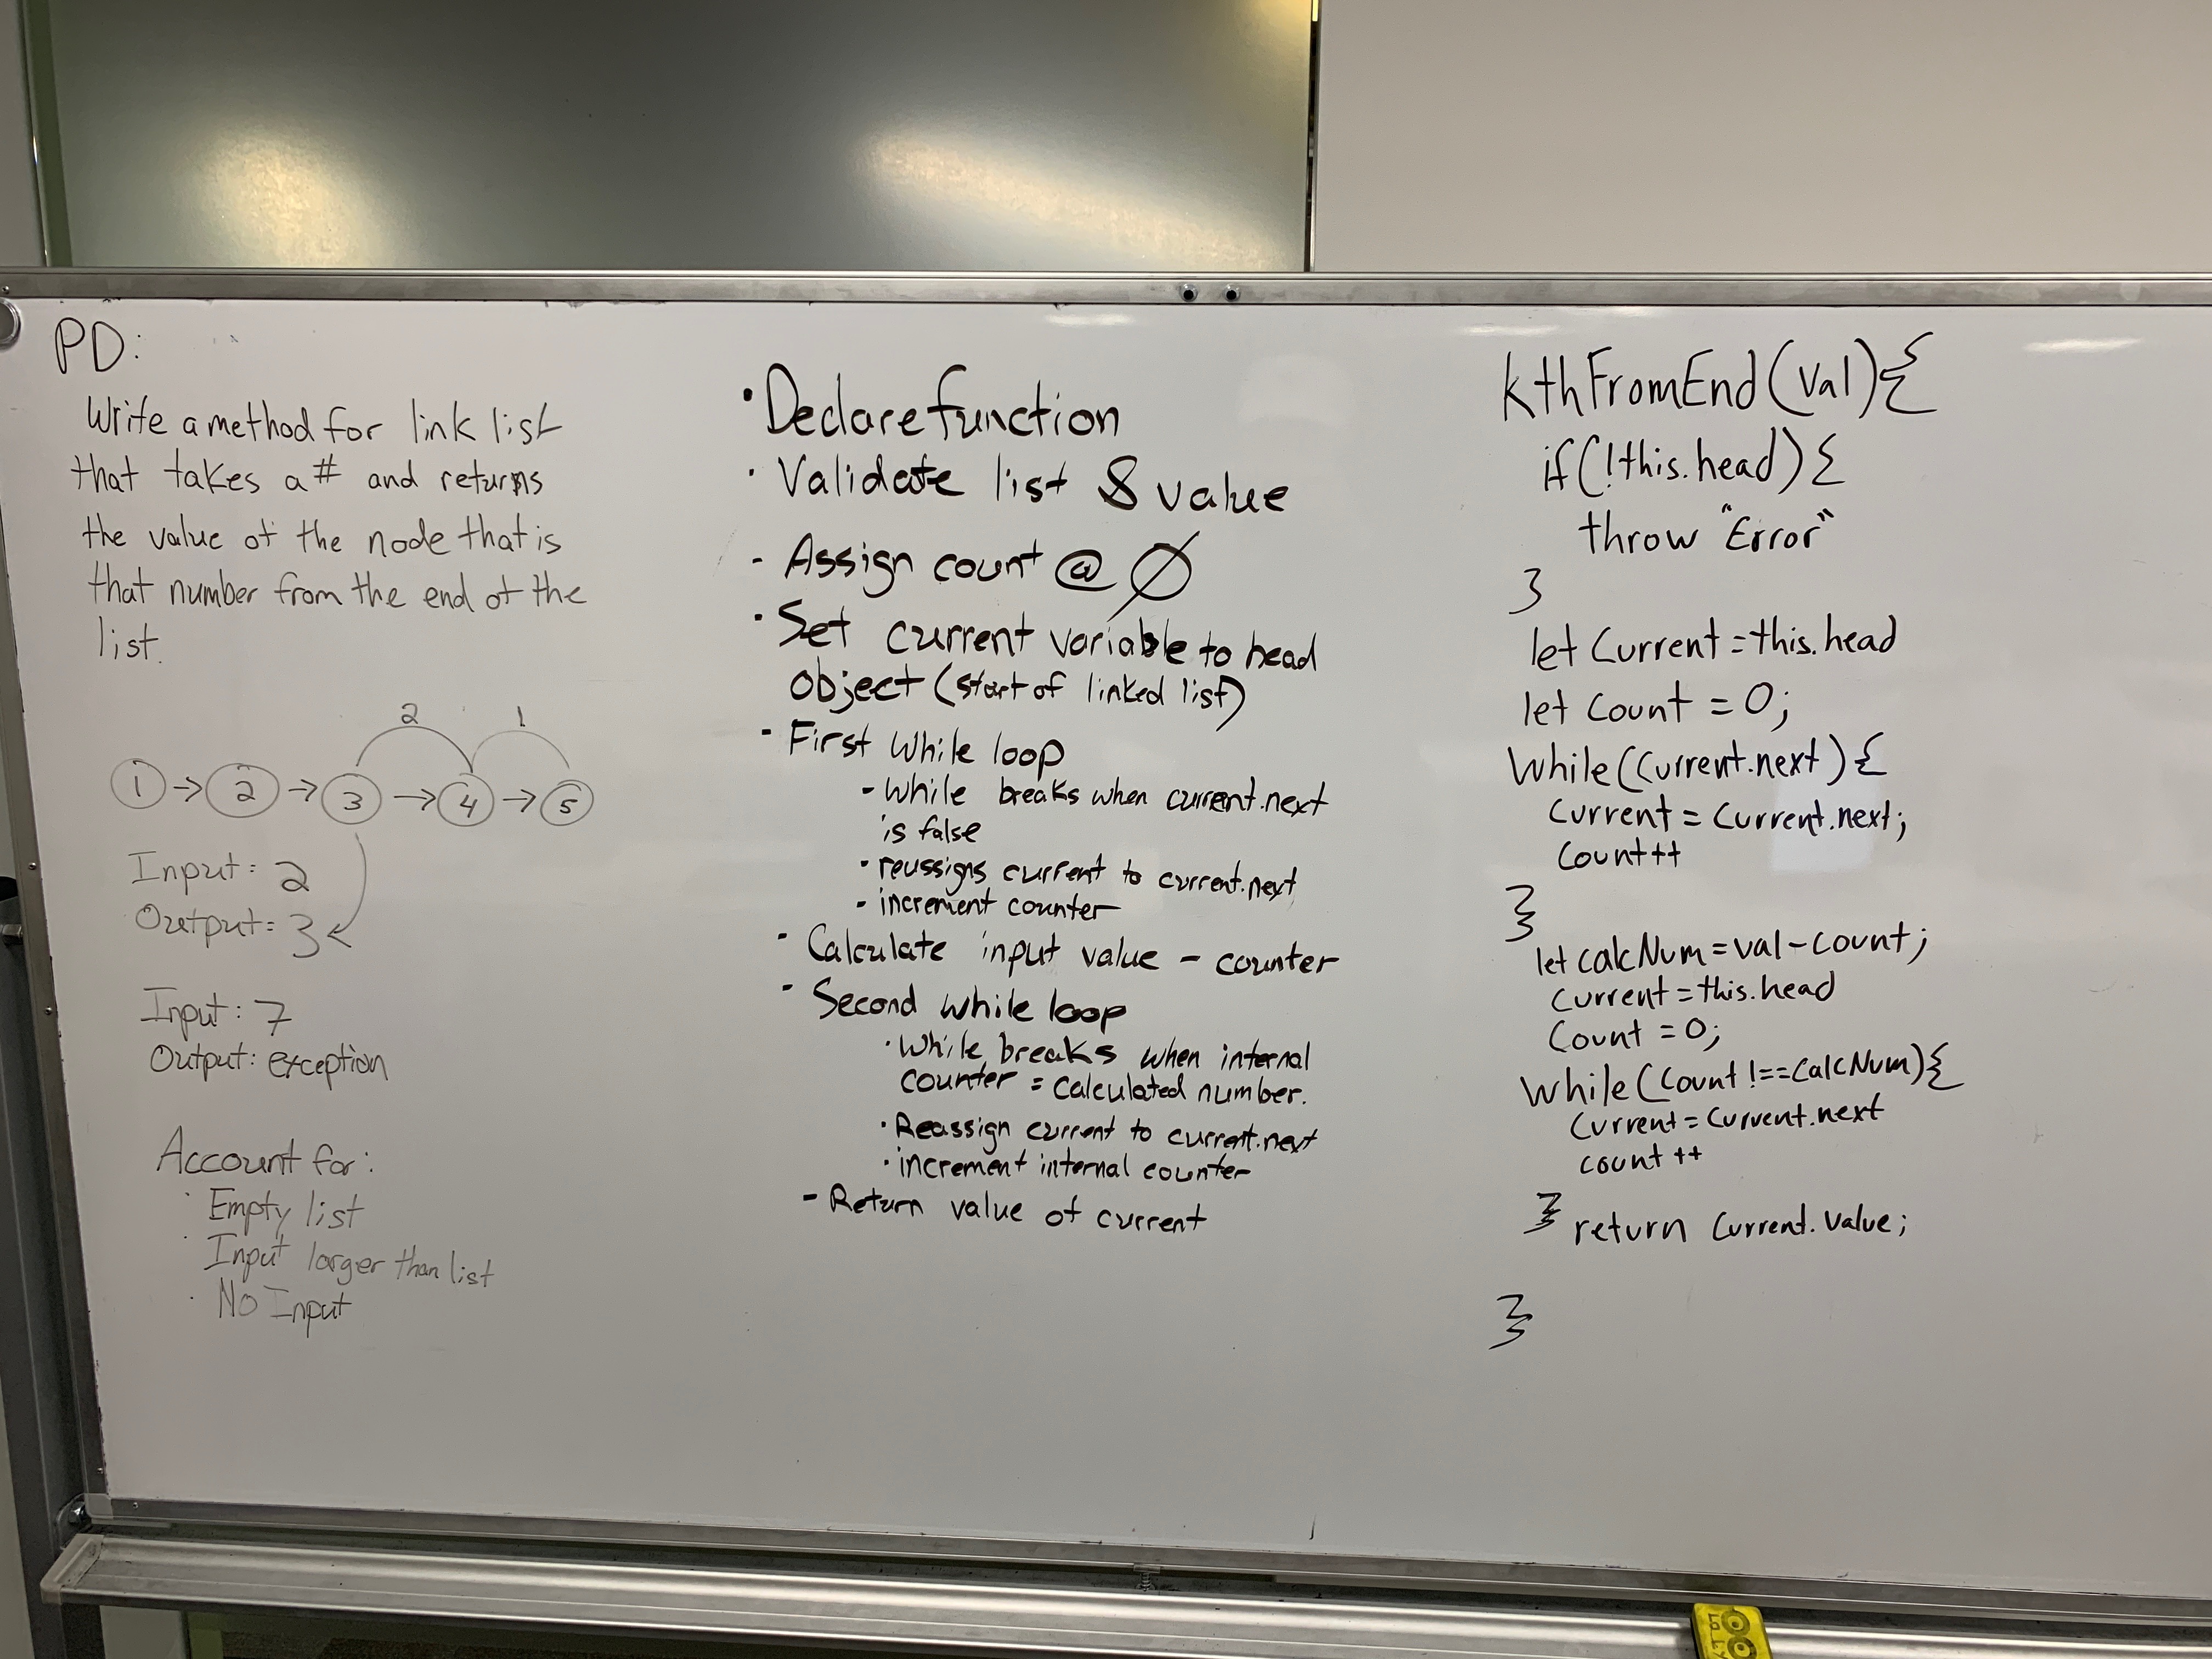 PD:
Write a method for link list
that takes a # and returns
the value of the node that is
that number from the end of the
list.
2 1
1 → 2 → 3 → 4 → 5
Input: 2
Output: 3
Input: 7
Output: exception
Account for:
· Empty list
· Input larger than list
· No Input
· Declare function
· Validate list & value
- Assign count @ Ø
· Set current variable to head
object (start of linked list)
- First While loop
- While breaks when current.next
is false
· reussigns current to current.next
- increment counter
- Calculate input value - counter
- Second while loop
· While breaks when internal
counter = calculated number.
· Reassign current to current.next
· increment internal counter
- Return value of current
kthFromEnd(val){
if(!this.head){
throw "Error"
}
let Current = this.head
let Count = 0;
While(Current.next){
Current = Current.next;
Count++
}
let calcNum = val - count;
Current = this.head
Count = 0;
While(Count !== CalcNum){
Current = Current.next
count ++
} return Current.Value;
}